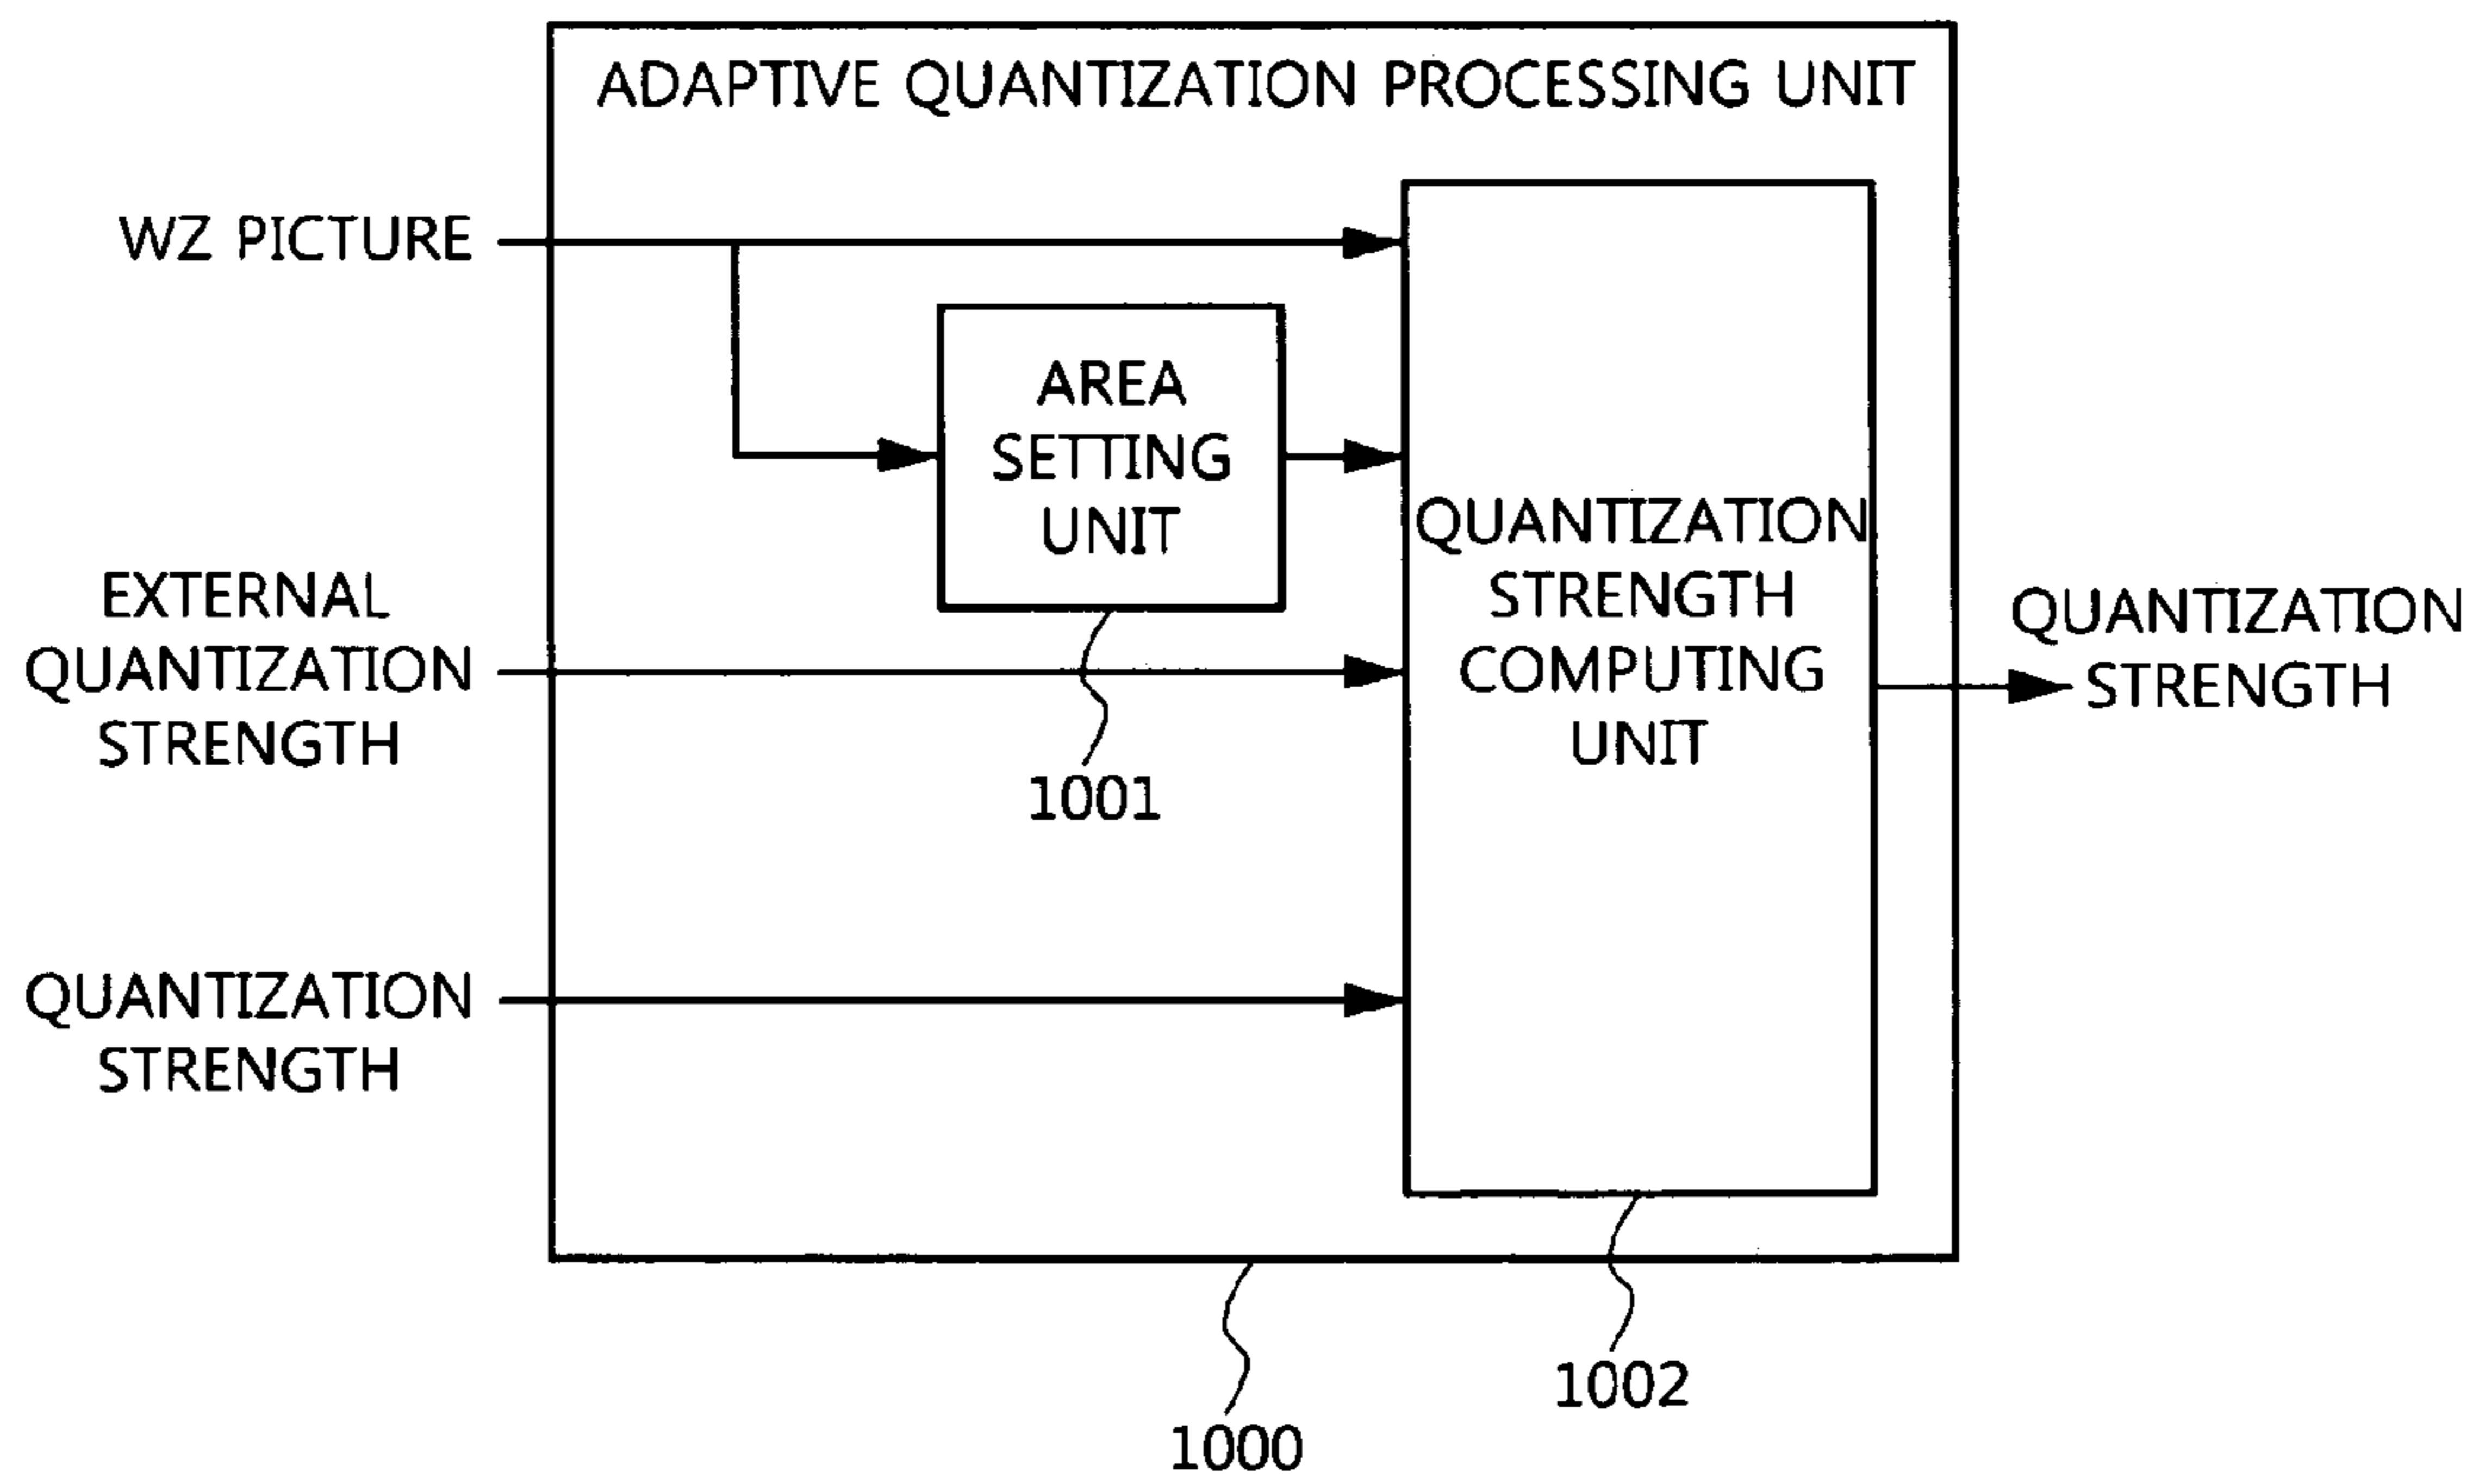 ADAPTIVE QUANTIZATION PROCESSING UNIT
WZ PICTURE
AREA
SETTING
UNIT
1001
EXTERNAL
QUANTIZATION
STRENGTH
QUANTIZATION
STRENGTH
QUANTIZATION
STRENGTH
COMPUTING
UNIT
1002
QUANTIZATION
STRENGTH
1000